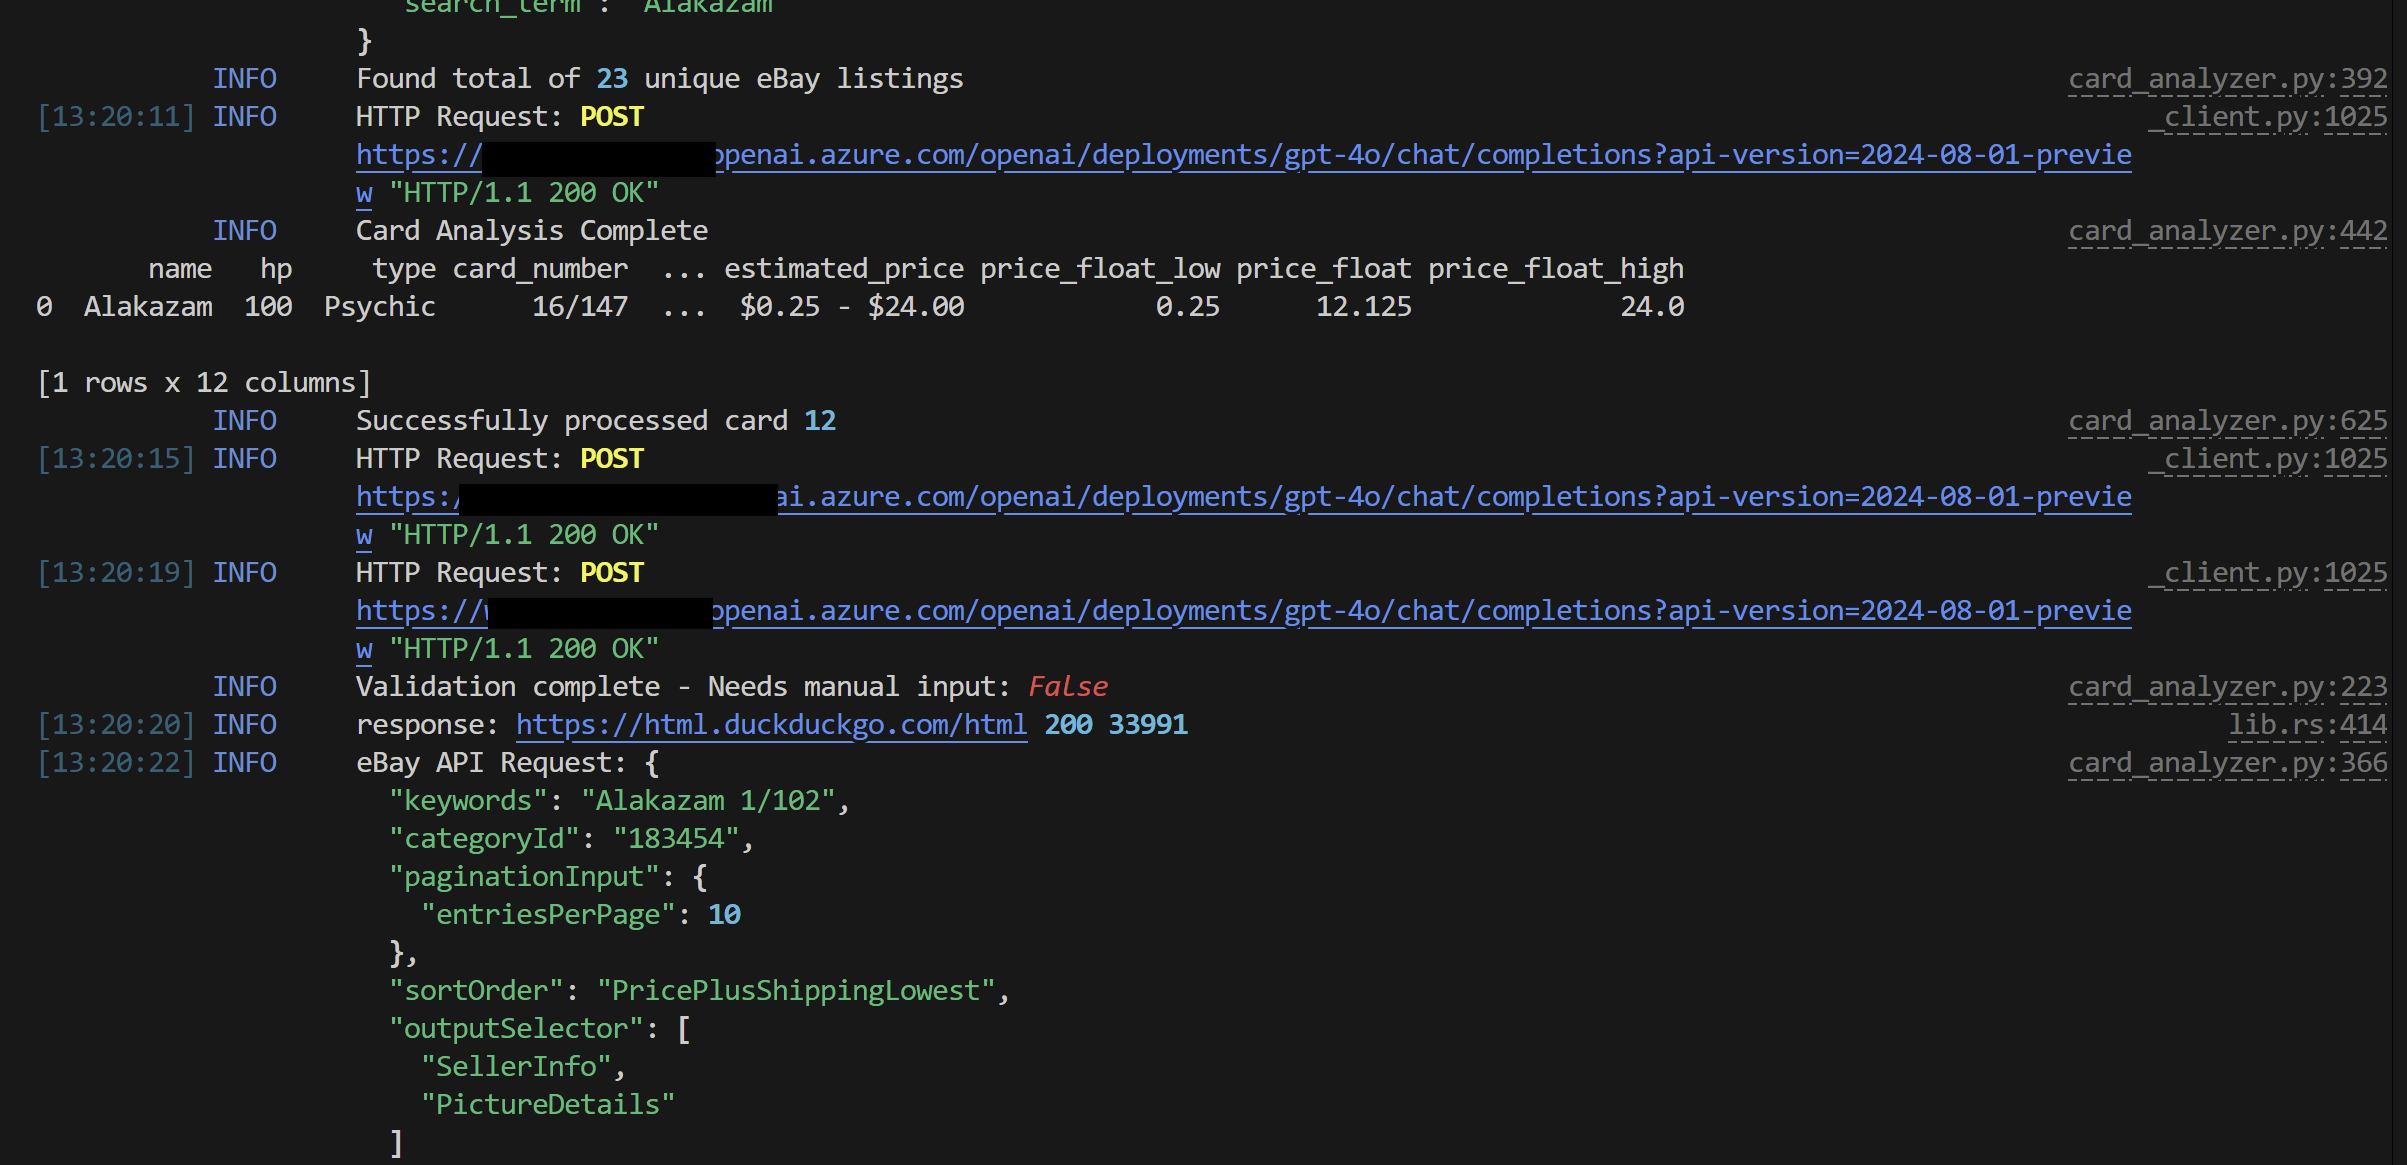 "search_term": "Alakazam"
}
INFO Found total of 23 unique eBay listings card_analyzer.py:392
[13:20:11] INFO HTTP Request: POST _client.py:1025
https:// openai.azure.com/openai/deployments/gpt-4o/chat/completions?api-version=2024-08-01-previe
w "HTTP/1.1 200 OK"
INFO Card Analysis Complete card_analyzer.py:442
name hp type card_number ... estimated_price price_float_low price_float price_float_high
0 Alakazam 100 Psychic 16/147 ... $0.25 - $24.00 0.25 12.125 24.0
[1 rows x 12 columns]
INFO Successfully processed card 12 card_analyzer.py:625
[13:20:15] INFO HTTP Request: POST _client.py:1025
https:/ ai.azure.com/openai/deployments/gpt-4o/chat/completions?api-version=2024-08-01-previe
w "HTTP/1.1 200 OK"
[13:20:19] INFO HTTP Request: POST _client.py:1025
https:// openai.azure.com/openai/deployments/gpt-4o/chat/completions?api-version=2024-08-01-previe
w "HTTP/1.1 200 OK"
INFO Validation complete - Needs manual input: False card_analyzer.py:223
[13:20:20] INFO response: https://html.duckduckgo.com/html 200 33991 lib.rs:414
[13:20:22] INFO eBay API Request: { card_analyzer.py:366
"keywords": "Alakazam 1/102",
"categoryId": "183454",
"paginationInput": {
"entriesPerPage": 10
},
"sortOrder": "PricePlusShippingLowest",
"outputSelector": [
"SellerInfo",
"PictureDetails"
]